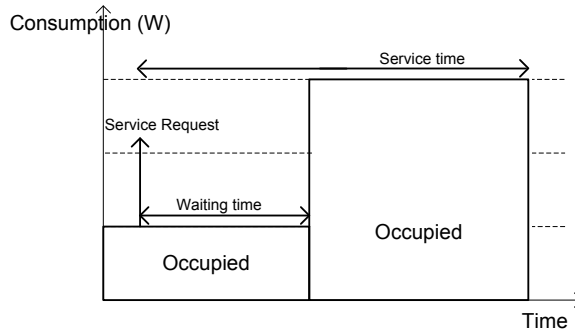 Consumption (W)
Service time
Service Request
Waiting time
Occupied
Occupied
Time